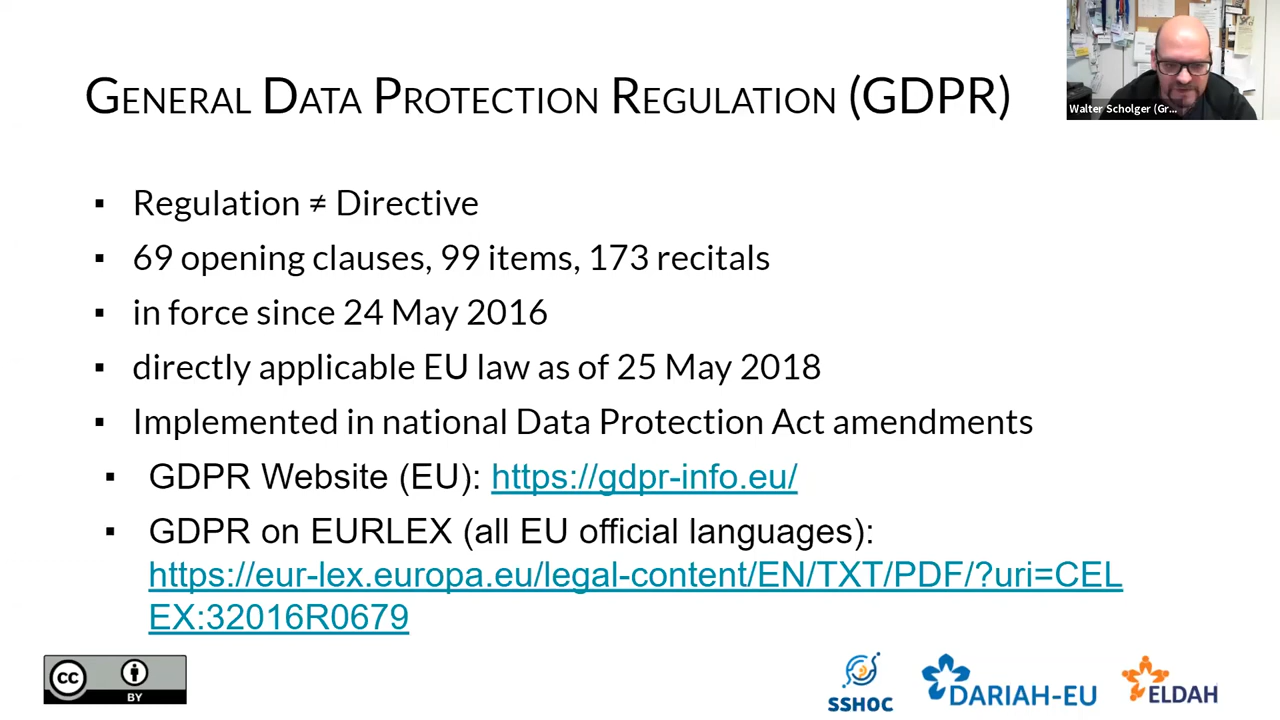 GENERAL DATA PROTECTION REGULATION (GDPR)
Walter Scholger (Gr...
▪ Regulation ≠ Directive
▪ 69 opening clauses, 99 items, 173 recitals
▪ in force since 24 May 2016
▪ directly applicable EU law as of 25 May 2018
▪ Implemented in national Data Protection Act amendments
▪ GDPR Website (EU): https://gdpr-info.eu/
▪ GDPR on EURLEX (all EU official languages):
https://eur-lex.europa.eu/legal-content/EN/TXT/PDF/?uri=CEL
EX:32016R0679
cc
BY
SSHOC
DARIAH-EU
ELDAH